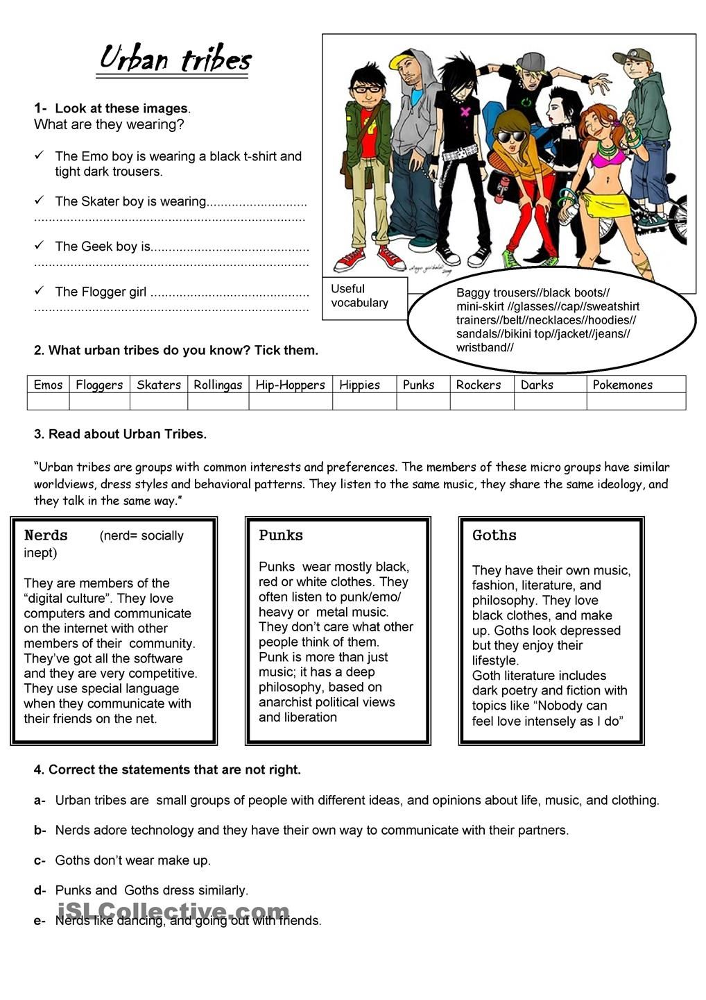 Urban tribes
1- Look at these images.
What are they wearing?
✓ The Emo boy is wearing a black t-shirt and
tight dark trousers.
✓ The Skater boy is wearing............................
...........................................................................
✓ The Geek boy is............................................
............................................................................
✓ The Flogger girl ............................................
............................................................................
Useful
vocabulary
Baggy trousers//black boots//
mini-skirt //glasses//cap//sweatshirt
trainers//belt//necklaces//hoodies//
sandals//bikini top//jacket//jeans//
wristband//
2. What urban tribes do you know? Tick them.
Emos Floggers Skaters Rollingas Hip-Hoppers Hippies Punks Rockers Darks Pokemones
3. Read about Urban Tribes.
“Urban tribes are groups with common interests and preferences. The members of these micro groups have similar
worldviews, dress styles and behavioral patterns. They listen to the same music, they share the same ideology, and
they talk in the same way.”
Nerds (nerd= socially
inept)
They are members of the
“digital culture”. They love
computers and communicate
on the internet with other
members of their community.
They’ve got all the software
and they are very competitive.
They use special language
when they communicate with
their friends on the net.
Punks
Punks wear mostly black,
red or white clothes. They
often listen to punk/emo/
heavy or metal music.
They don’t care what other
people think of them.
Punk is more than just
music; it has a deep
philosophy, based on
anarchist political views
and liberation
Goths
They have their own music,
fashion, literature, and
philosophy. They love
black clothes, and make
up. Goths look depressed
but they enjoy their
lifestyle.
Goth literature includes
dark poetry and fiction with
topics like “Nobody can
feel love intensely as I do”
4. Correct the statements that are not right.
a- Urban tribes are small groups of people with different ideas, and opinions about life, music, and clothing.
b- Nerds adore technology and they have their own way to communicate with their partners.
c- Goths don’t wear make up.
d- Punks and Goths dress similarly.
iSLCollective.com
e- Nerds like dancing, and going out with friends.